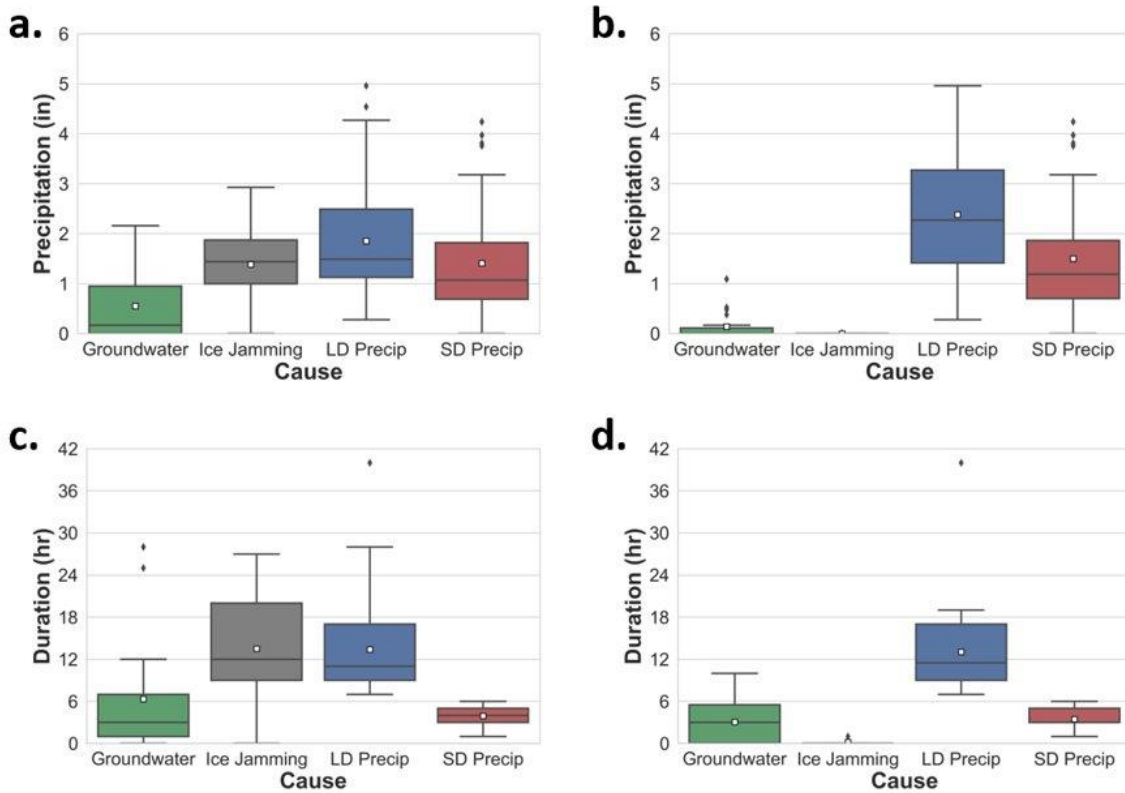 a.
6
5
4
3
2
1
0
Precipitation (in)
Groundwater Ice Jamming LD Precip SD Precip
Cause
b.
6
5
4
3
2
1
0
Precipitation (in)
Groundwater Ice Jamming LD Precip SD Precip
Cause
c.
42
36
30
24
18
12
6
0
Duration (hr)
Groundwater Ice Jamming LD Precip SD Precip
Cause
d.
42
36
30
24
18
12
6
0
Duration (hr)
Groundwater Ice Jamming LD Precip SD Precip
Cause